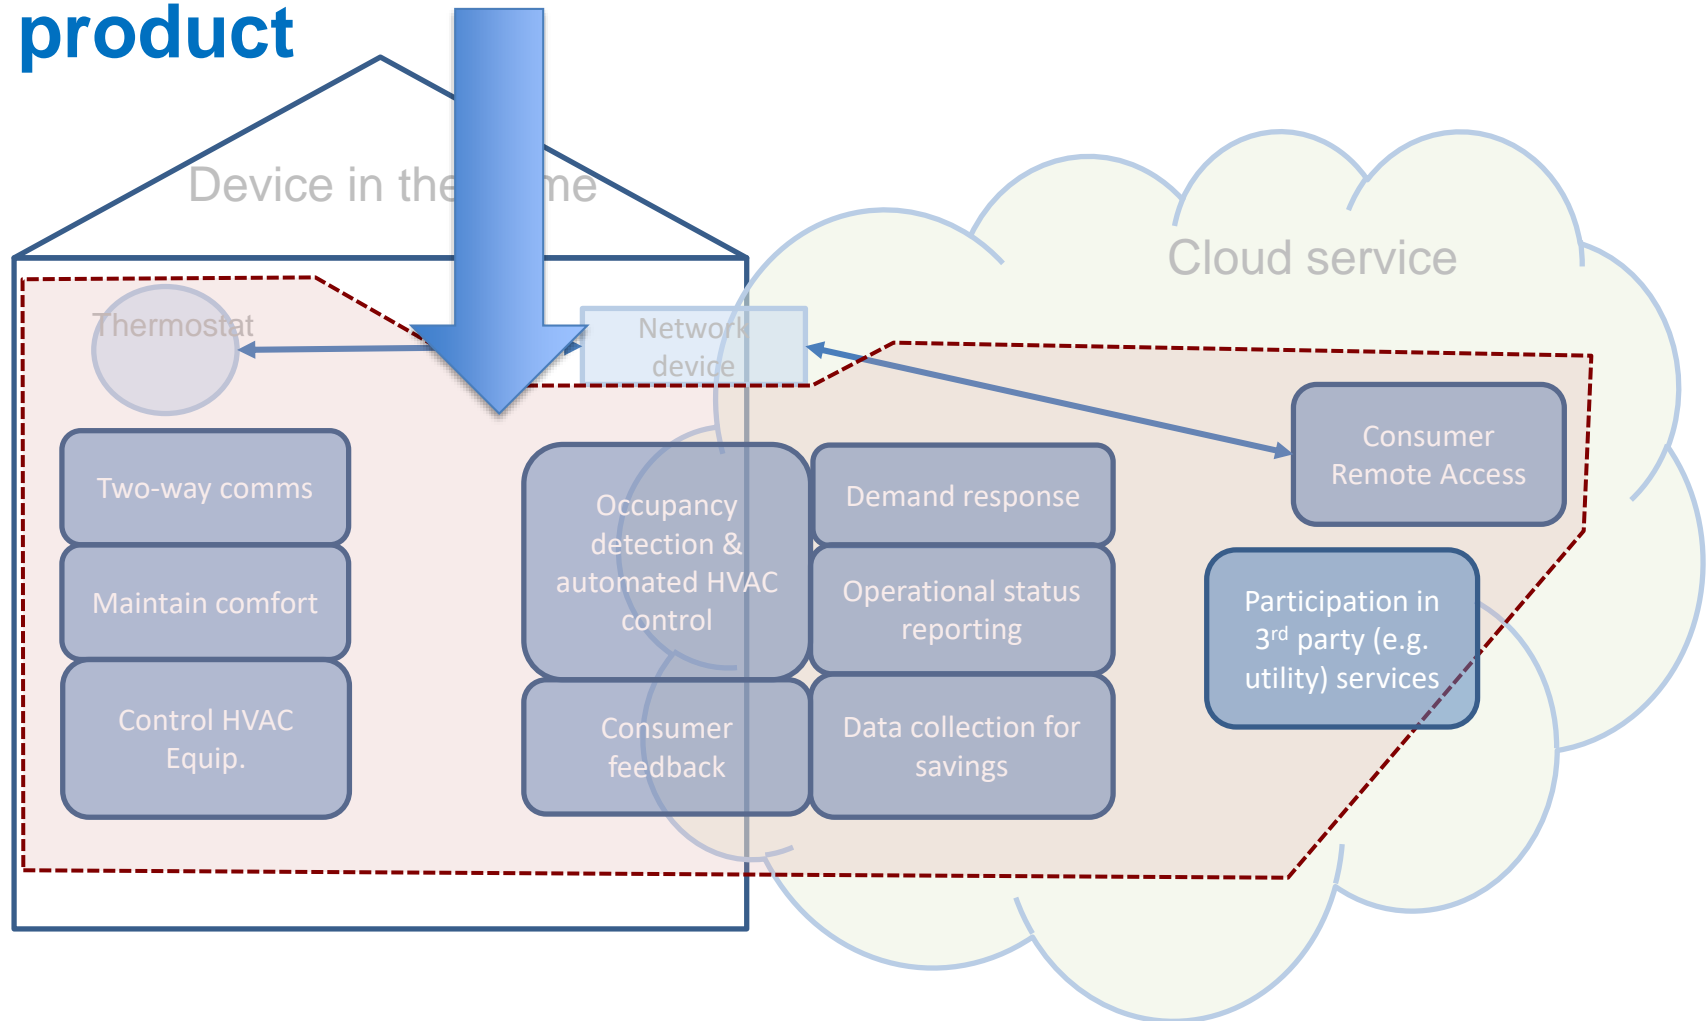 product
Device in the me
Cloud service
Thermostat
Network
device
Consumer
Remote Access
Two-way comms
Occupancy
detection &
automated HVAC
control
Demand response
Maintain comfort
Operational status
reporting
Participation in
3rd party (e.g.
utility) services
Control HVAC
Equip.
Consumer
feedback
Data collection for
savings